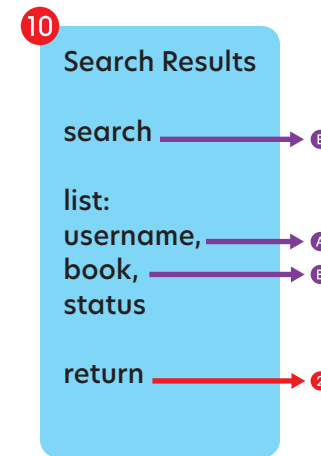 10
Search Results
search
list:
username,
book,
status
return